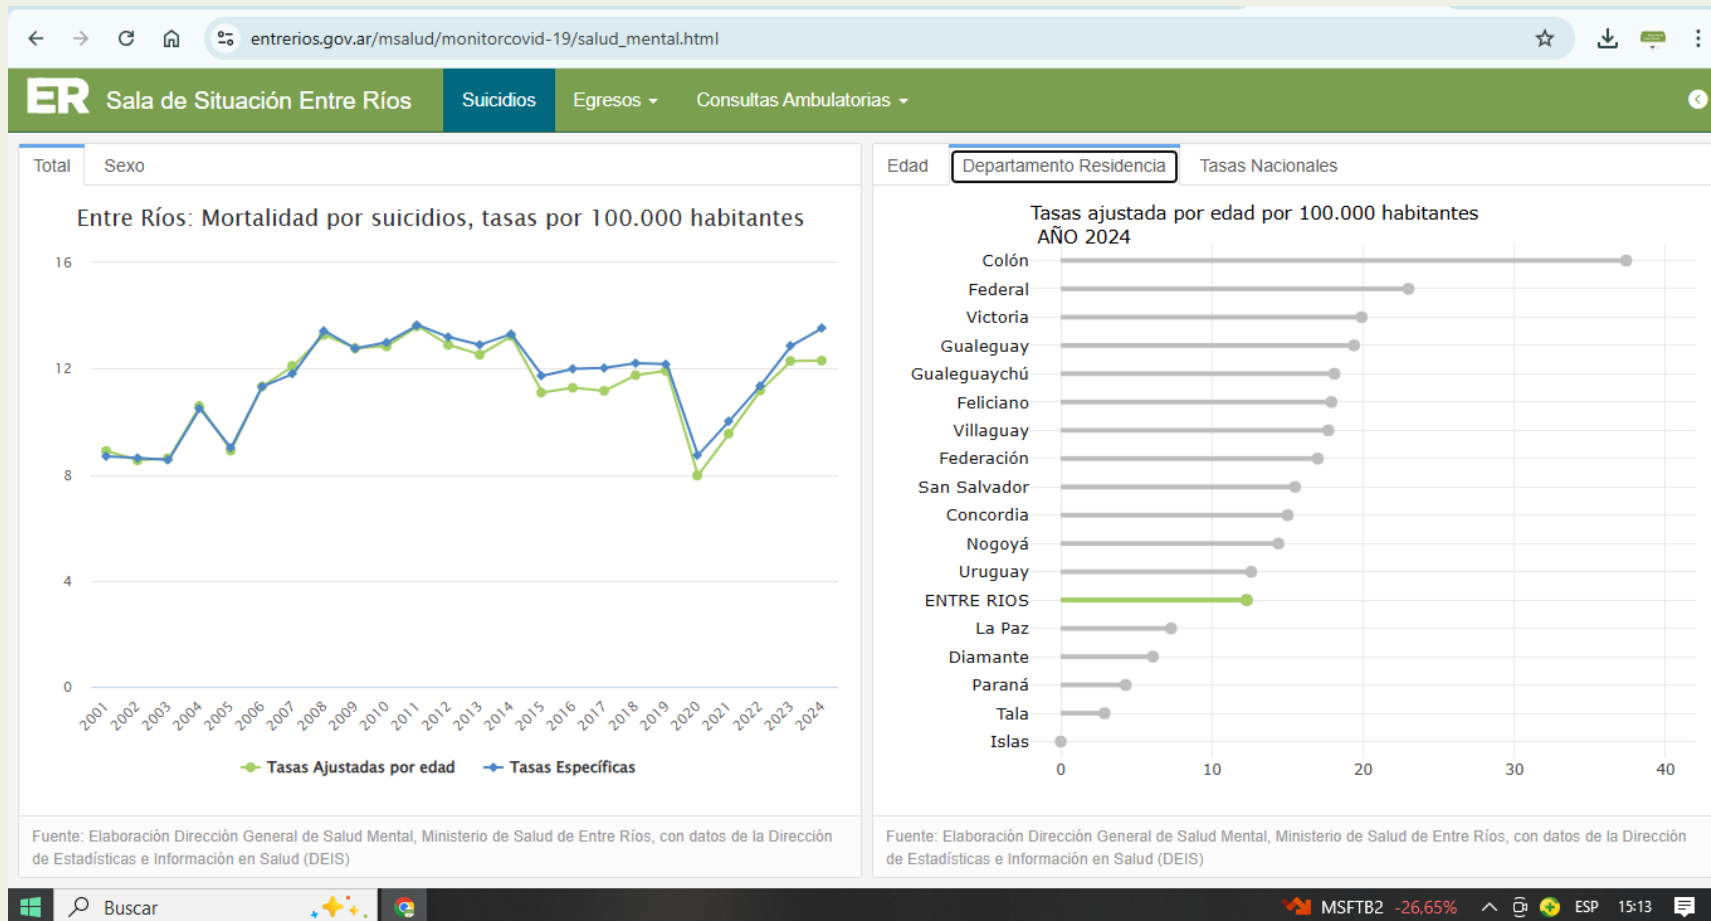 entrerios.gov.ar/msalud/monitorcovid-19/salud_mental.html
ER Sala de Situación Entre Ríos Suicidios Egresos Consultas Ambulatorias
Total Sexo
Entre Ríos: Mortalidad por suicidios, tasas por 100.000 habitantes
16
12
8
4
0
2001 2002 2003 2004 2005 2006 2007 2008 2009 2010 2011 2012 2013 2014 2015 2016 2017 2018 2019 2020 2021 2022 2023 2024
Tasas Ajustadas por edad Tasas Específicas
Fuente: Elaboración Dirección General de Salud Mental, Ministerio de Salud de Entre Ríos, con datos de la Dirección
de Estadísticas e Información en Salud (DEIS)
Edad Departamento Residencia Tasas Nacionales
Tasas ajustada por edad por 100.000 habitantes
AÑO 2024
Colón
Federal
Victoria
Gualeguay
Gualeguaychú
Feliciano
Villaguay
Federación
San Salvador
Concordia
Nogoyá
Uruguay
ENTRE RIOS
La Paz
Diamante
Paraná
Tala
Islas
0 10 20 30 40
Fuente: Elaboración Dirección General de Salud Mental, Ministerio de Salud de Entre Ríos, con datos de la Dirección
de Estadísticas e Información en Salud (DEIS)
Buscar MSFTB2 -26,65% ESP 15:13